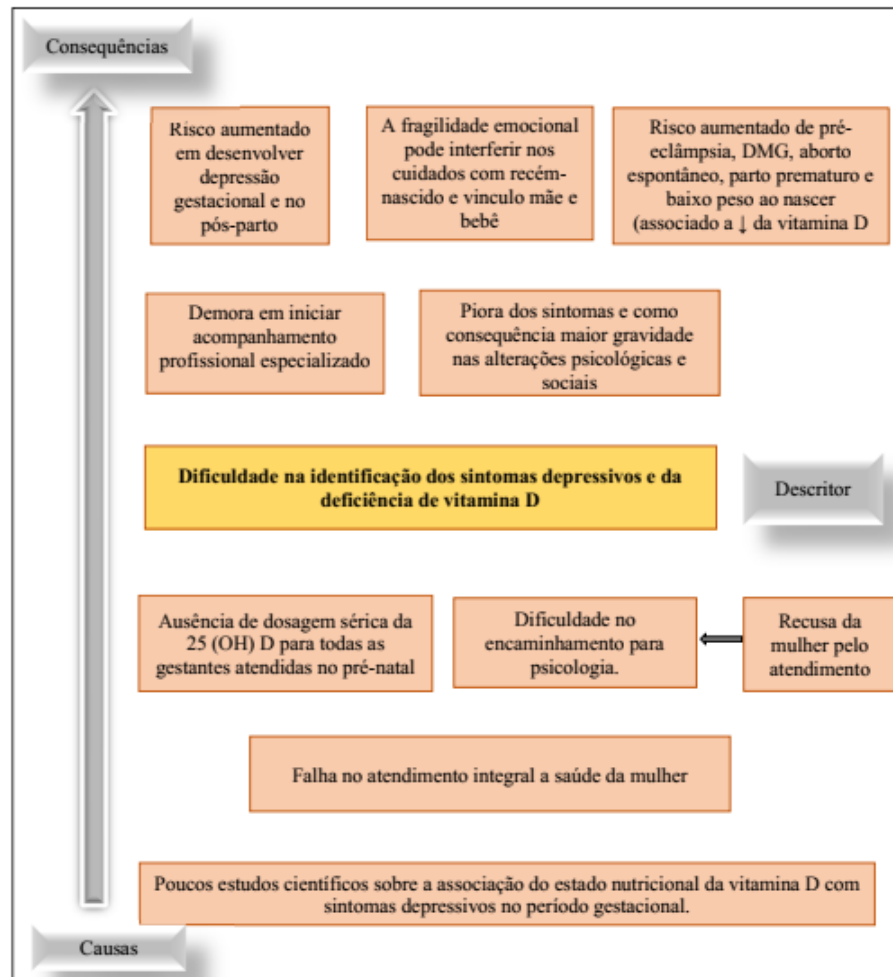 Consequências
Risco aumentado
em desenvolver
depressão
gestacional e no
pós-parto
A fragilidade emocional
pode interferir nos
cuidados com recém-
nascido e vinculo mãe e
bebê
Risco aumentado de pré-
eclâmpsia, DMG, aborto
espontâneo, parto prematuro e
baixo peso ao nascer
(associado a ↓ da vitamina D
Demora em iniciar
acompanhamento
profissional especializado
Piora dos sintomas e como
consequência maior gravidade
nas alterações psicológicas e
sociais
Dificuldade na identificação dos sintomas depressivos e da
deficiência de vitamina D
Descritor
Ausência de dosagem sérica da
25 (OH) D para todas as
gestantes atendidas no pré-natal
Dificuldade no
encaminhamento para
psicologia.
Recusa da
mulher pelo
atendimento
Falha no atendimento integral a saúde da mulher
Poucos estudos científicos sobre a associação do estado nutricional da vitamina D com
sintomas depressivos no período gestacional.
Causas